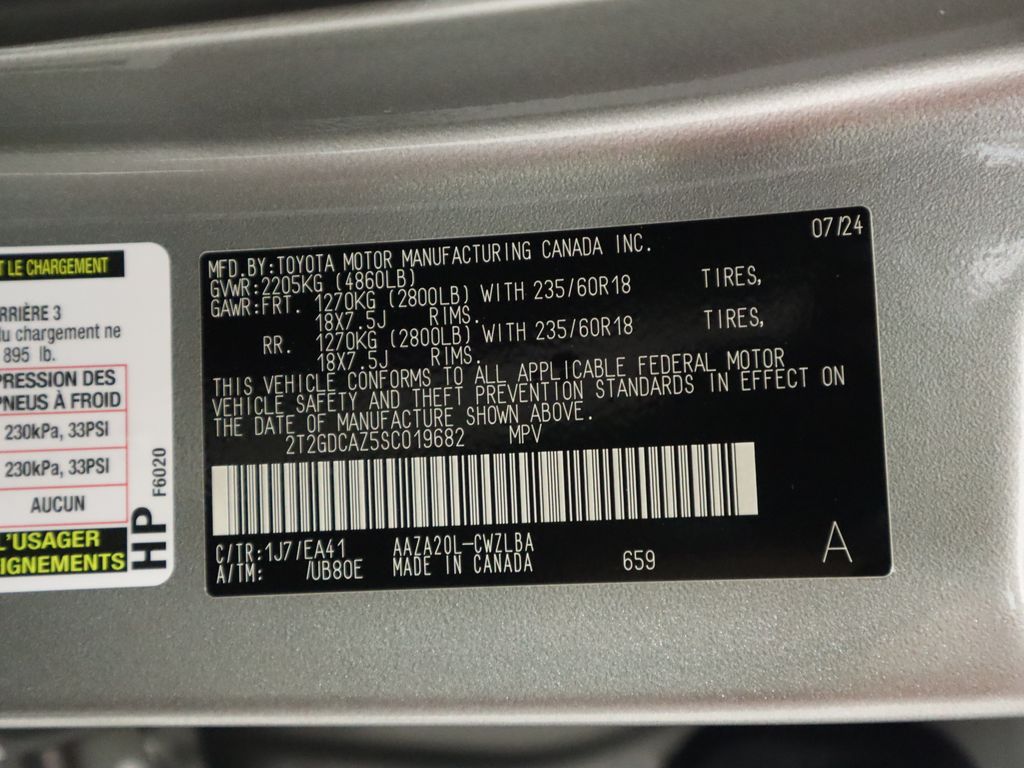 T LE CHARGEMENT
RRIÈRE 3
du chargement ne
895 lb.
PRESSION DES
PNEUS À FROID
230kPa, 33PSI
230kPa, 33PSI
AUCUN
L'USAGER
IGNEMENTS
HP
F6020
07/24
MFD.BY:TOYOTA MOTOR MANUFACTURING CANADA INC.
GVWR:2205KG (4860LB)
GAWR:FRT. 1270KG (2800LB) WITH 235/60R18 TIRES,
18X7.5J RIMS.
RR. 1270KG (2800LB) WITH 235/60R18 TIRES,
18X7.5J RIMS.
THIS VEHICLE CONFORMS TO ALL APPLICABLE FEDERAL MOTOR
VEHICLE SAFETY AND THEFT PREVENTION STANDARDS IN EFFECT ON
THE DATE OF MANUFACTURE SHOWN ABOVE.
2T2GDCAZ5SC019682 MPV
C/TR:1J7/EA41 AAZA20L-CWZLBA
A/TM: /UB80E MADE IN CANADA 659
A